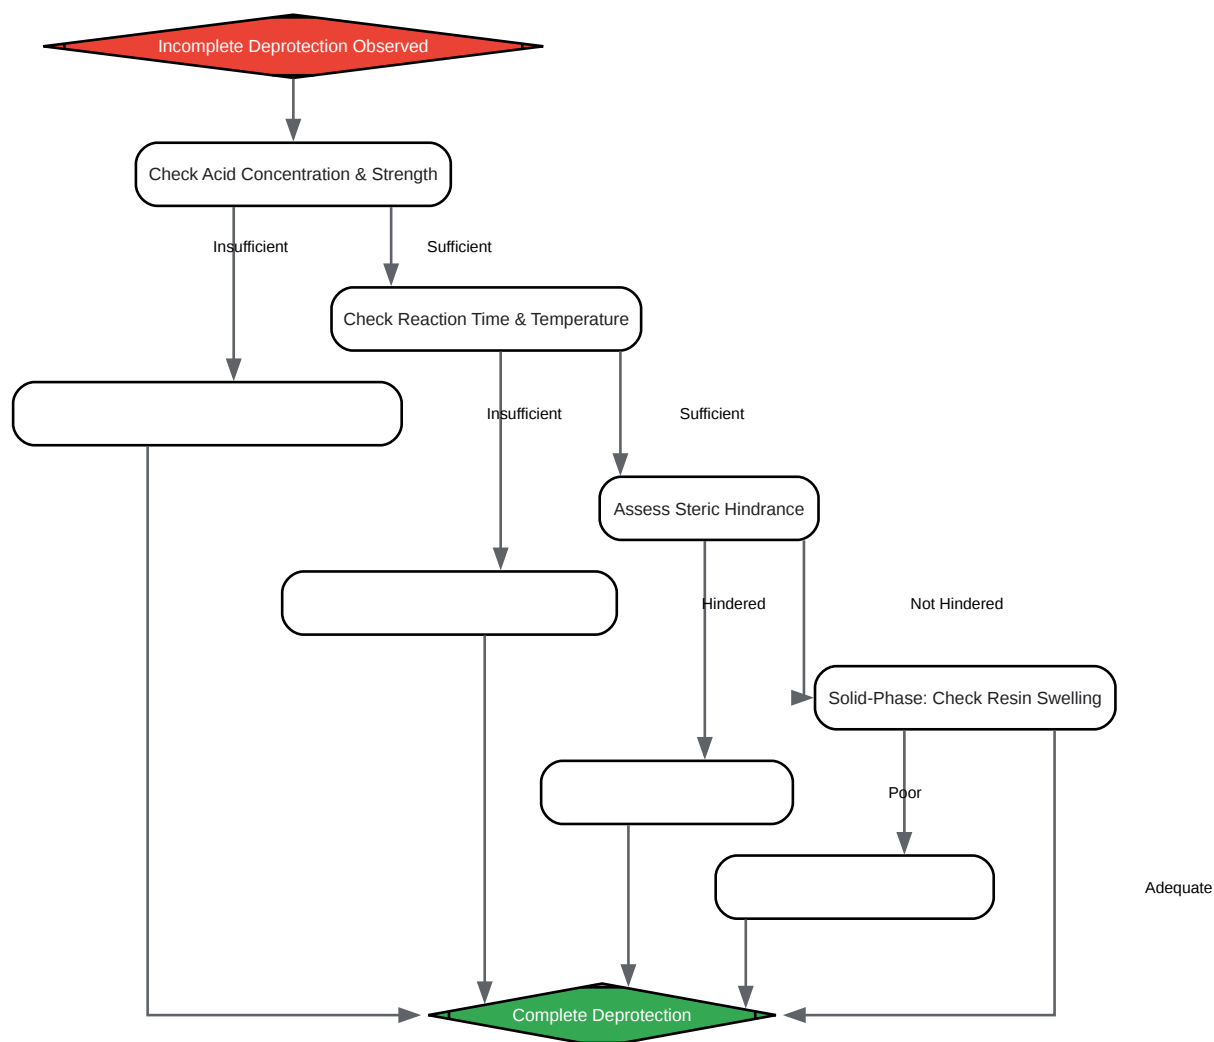 Incomplete Deprotection Observed
Check Acid Concentration & Strength
Insufficient
Sufficient
Check Reaction Time & Temperature
Insufficient
Sufficient
Assess Steric Hindrance
Hindered
Not Hindered
Solid-Phase: Check Resin Swelling
Poor
Adequate
Complete Deprotection